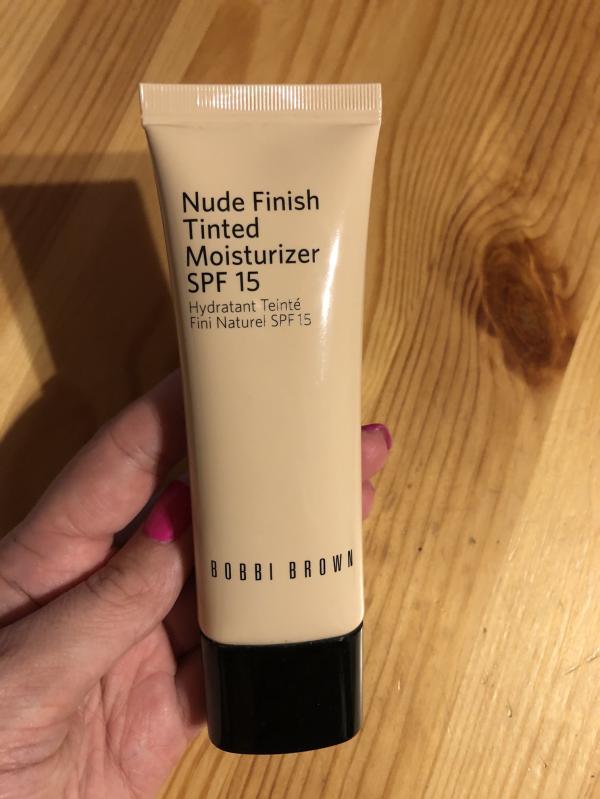 Nude Finish
Tinted
Moisturizer
SPF 15
Hydratant Teinté
Fini Naturel SPF 15
BOBBI BROWN